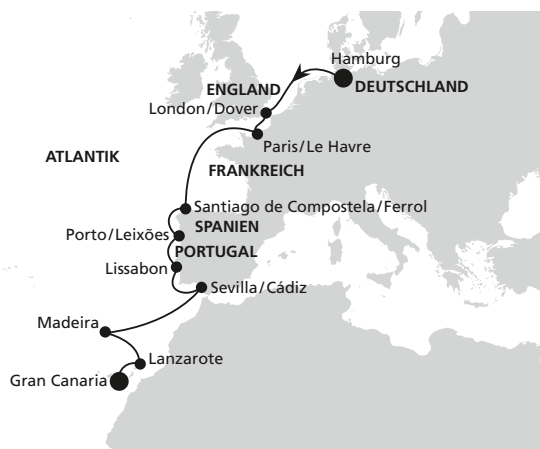 Hamburg
DEUTSCHLAND
ENGLAND
London/Dover
Paris/Le Havre
ATLANTIK
FRANKREICH
Santiago de Compostela/Ferrol
SPANIEN
Porto/Leixões
PORTUGAL
Lissabon
Sevilla/Cádiz
Madeira
Lanzarote
Gran Canaria